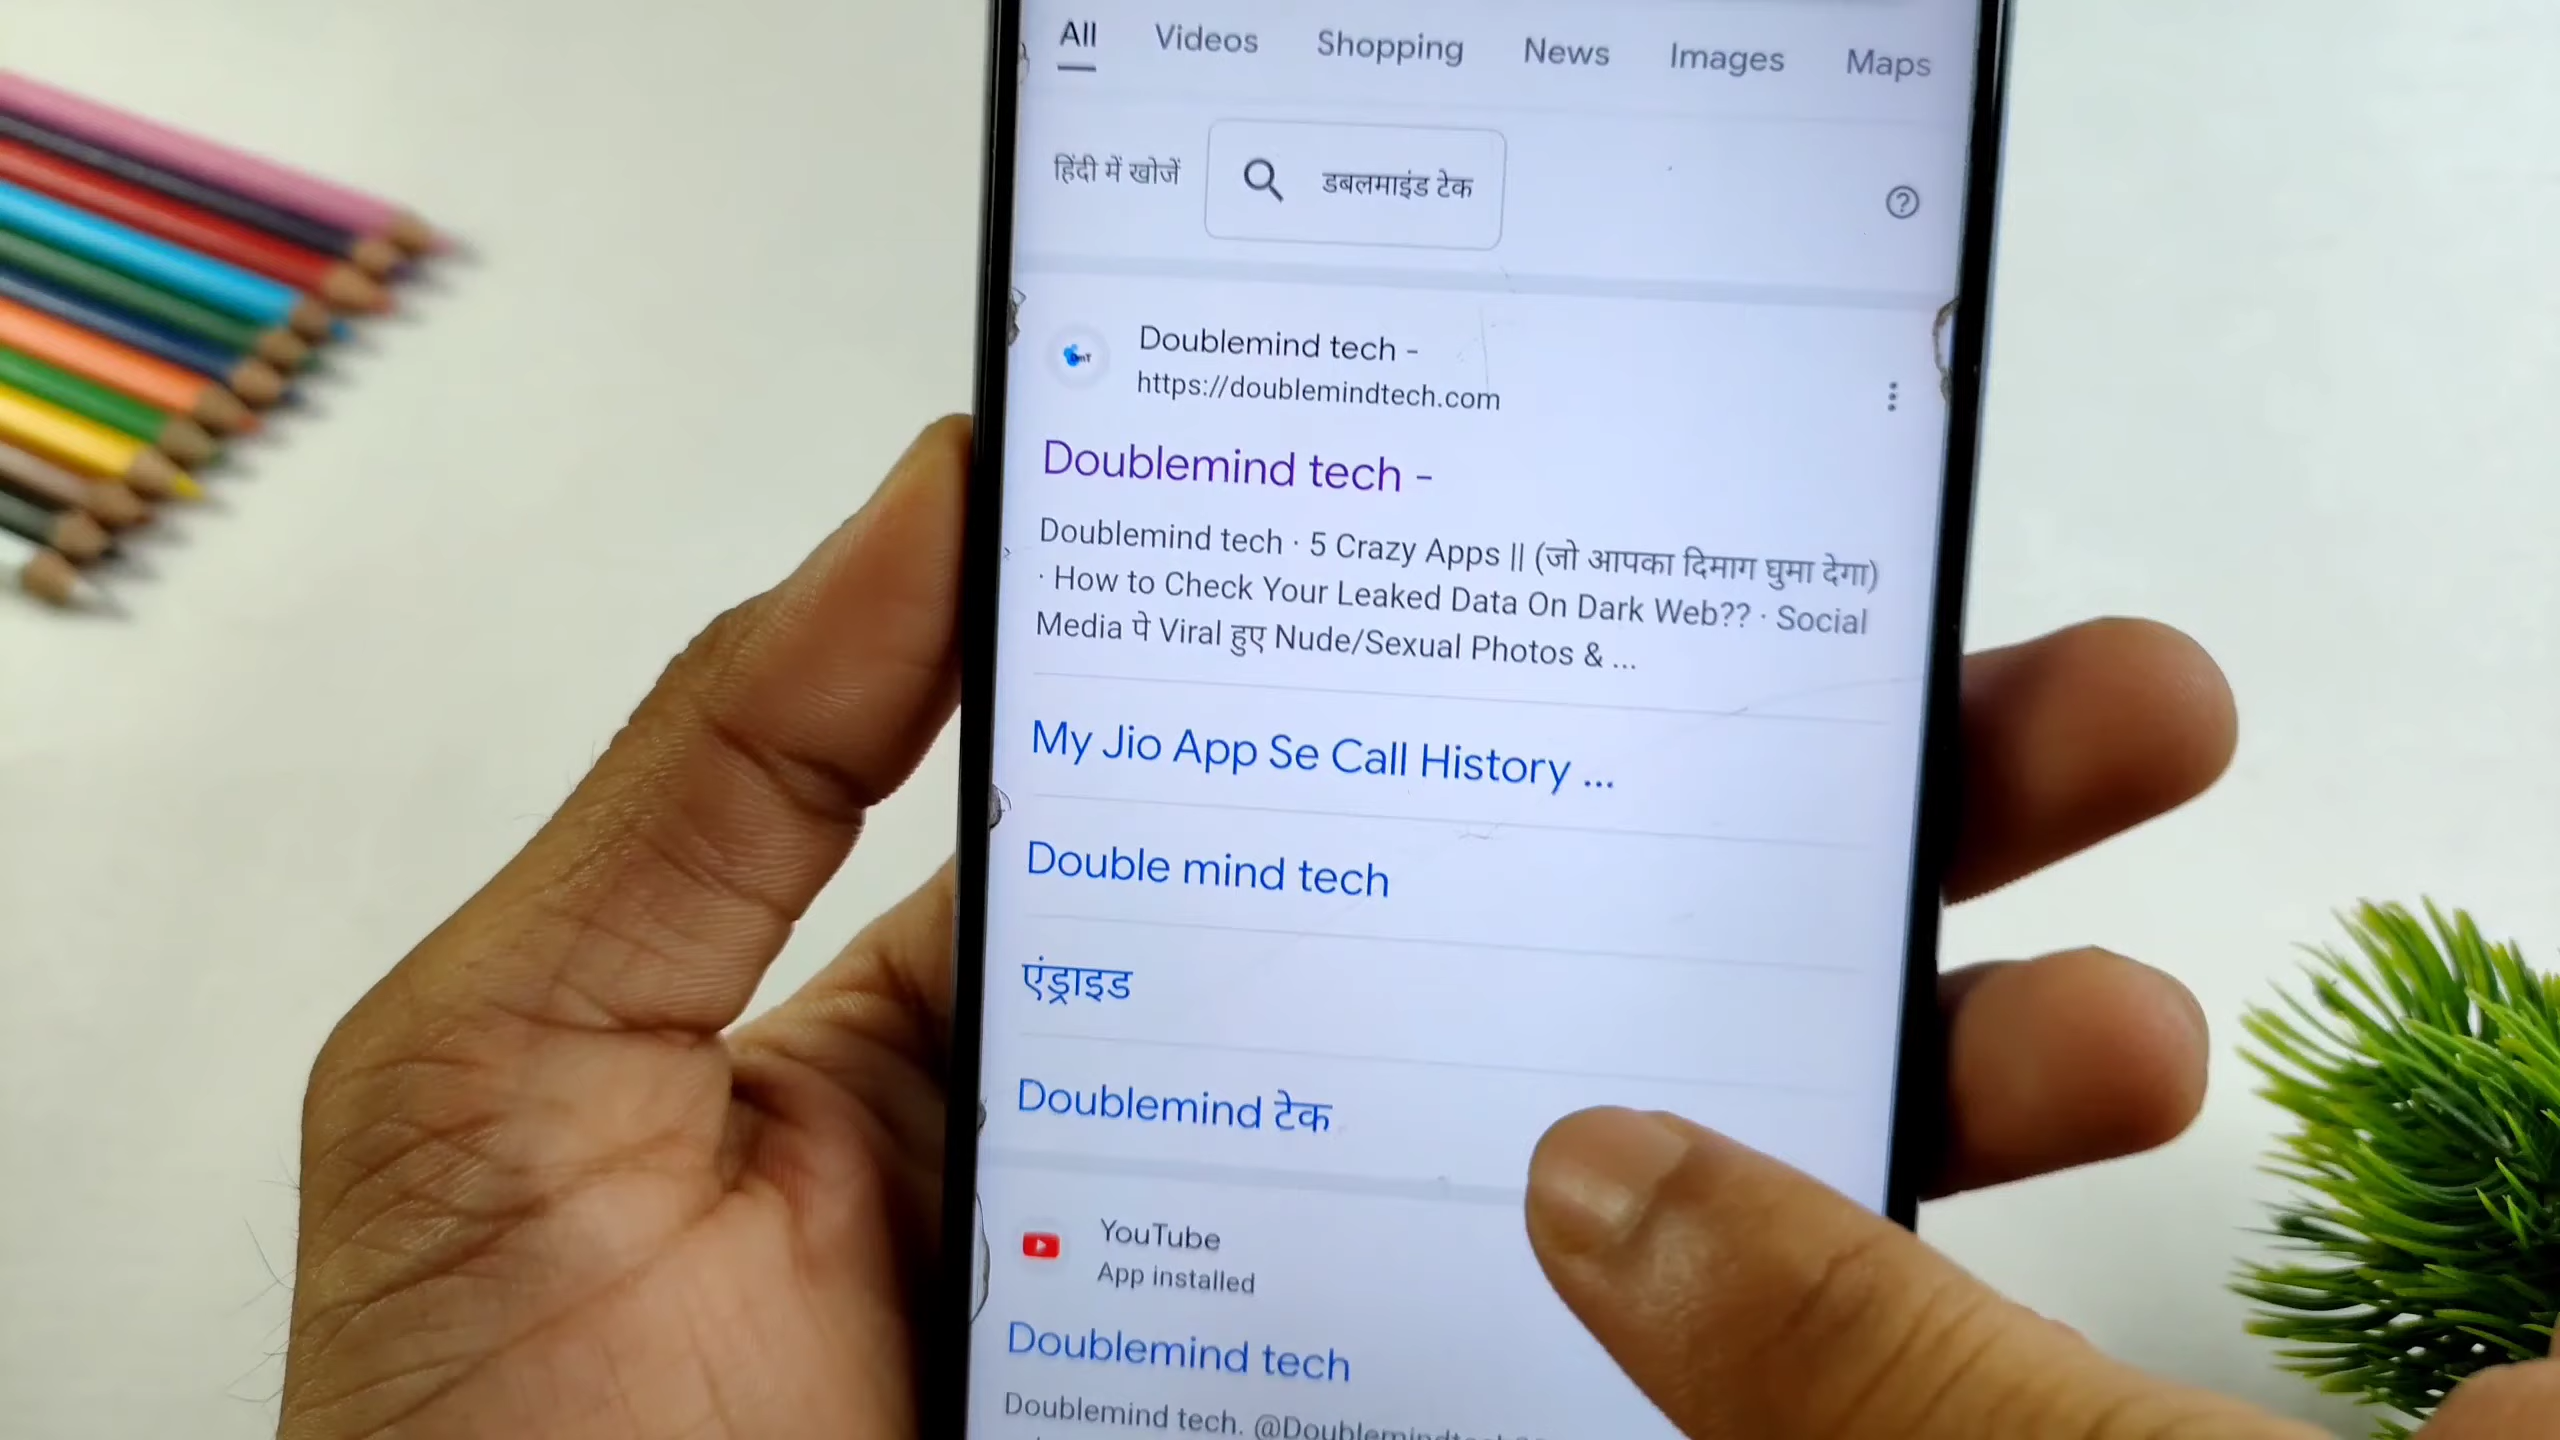 All Videos Shopping News Images Maps
हिंदी में खोजें डबलमाइंड टेक
Doublemind tech -
https://doublemindtech.com
Doublemind tech -
Doublemind tech · 5 Crazy Apps || (जो आपका दिमाग घुमा देगा)
· How to Check Your Leaked Data On Dark Web?? · Social
Media पे Viral हुए Nude/Sexual Photos & ...
My Jio App Se Call History ...
Double mind tech
एंड्राइड
Doublemind टेक
YouTube
App installed
Doublemind tech
Doublemind tech.